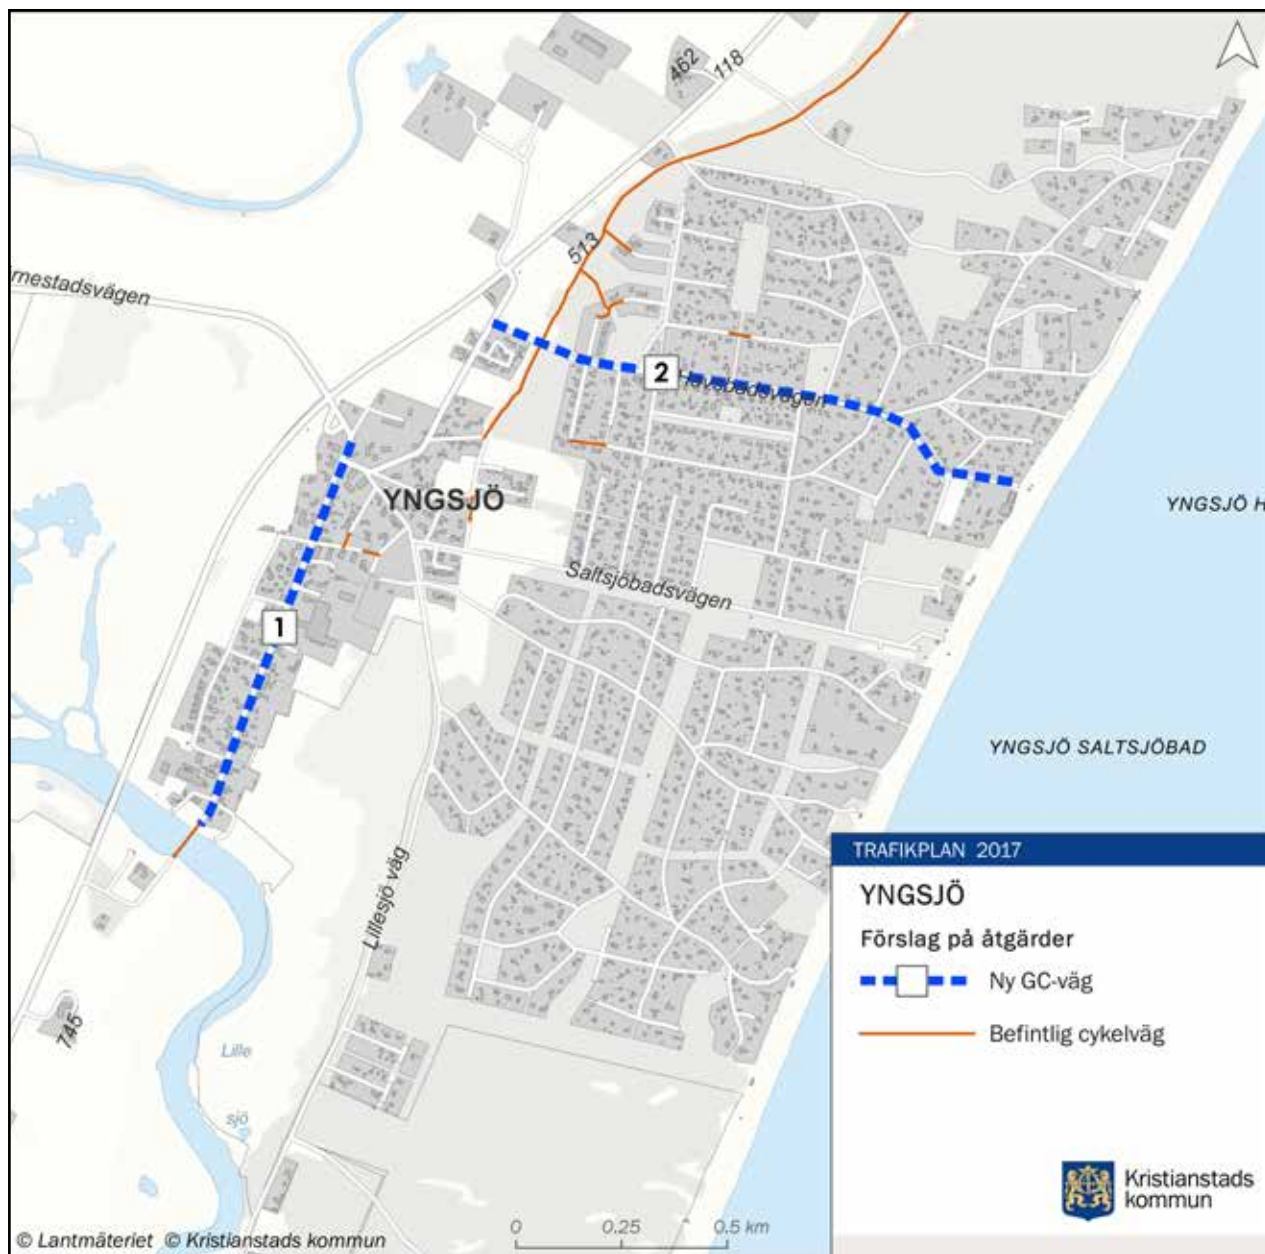 462
118
513
rnestadsvägen
2
Havsbadsvägen
YNGSJÖ
YNGSJÖ H
Saltsjöbadsvägen
1
YNGSJÖ SALTSJÖBAD
Lillesjö väg
745
Lille
sjö
TRAFIKPLAN 2017
YNGSJÖ
Förslag på åtgärder
Ny GC-väg
Befintlig cykelväg
Kristianstads
kommun
0 0.25 0.5 km
© Lantmäteriet © Kristianstads kommun